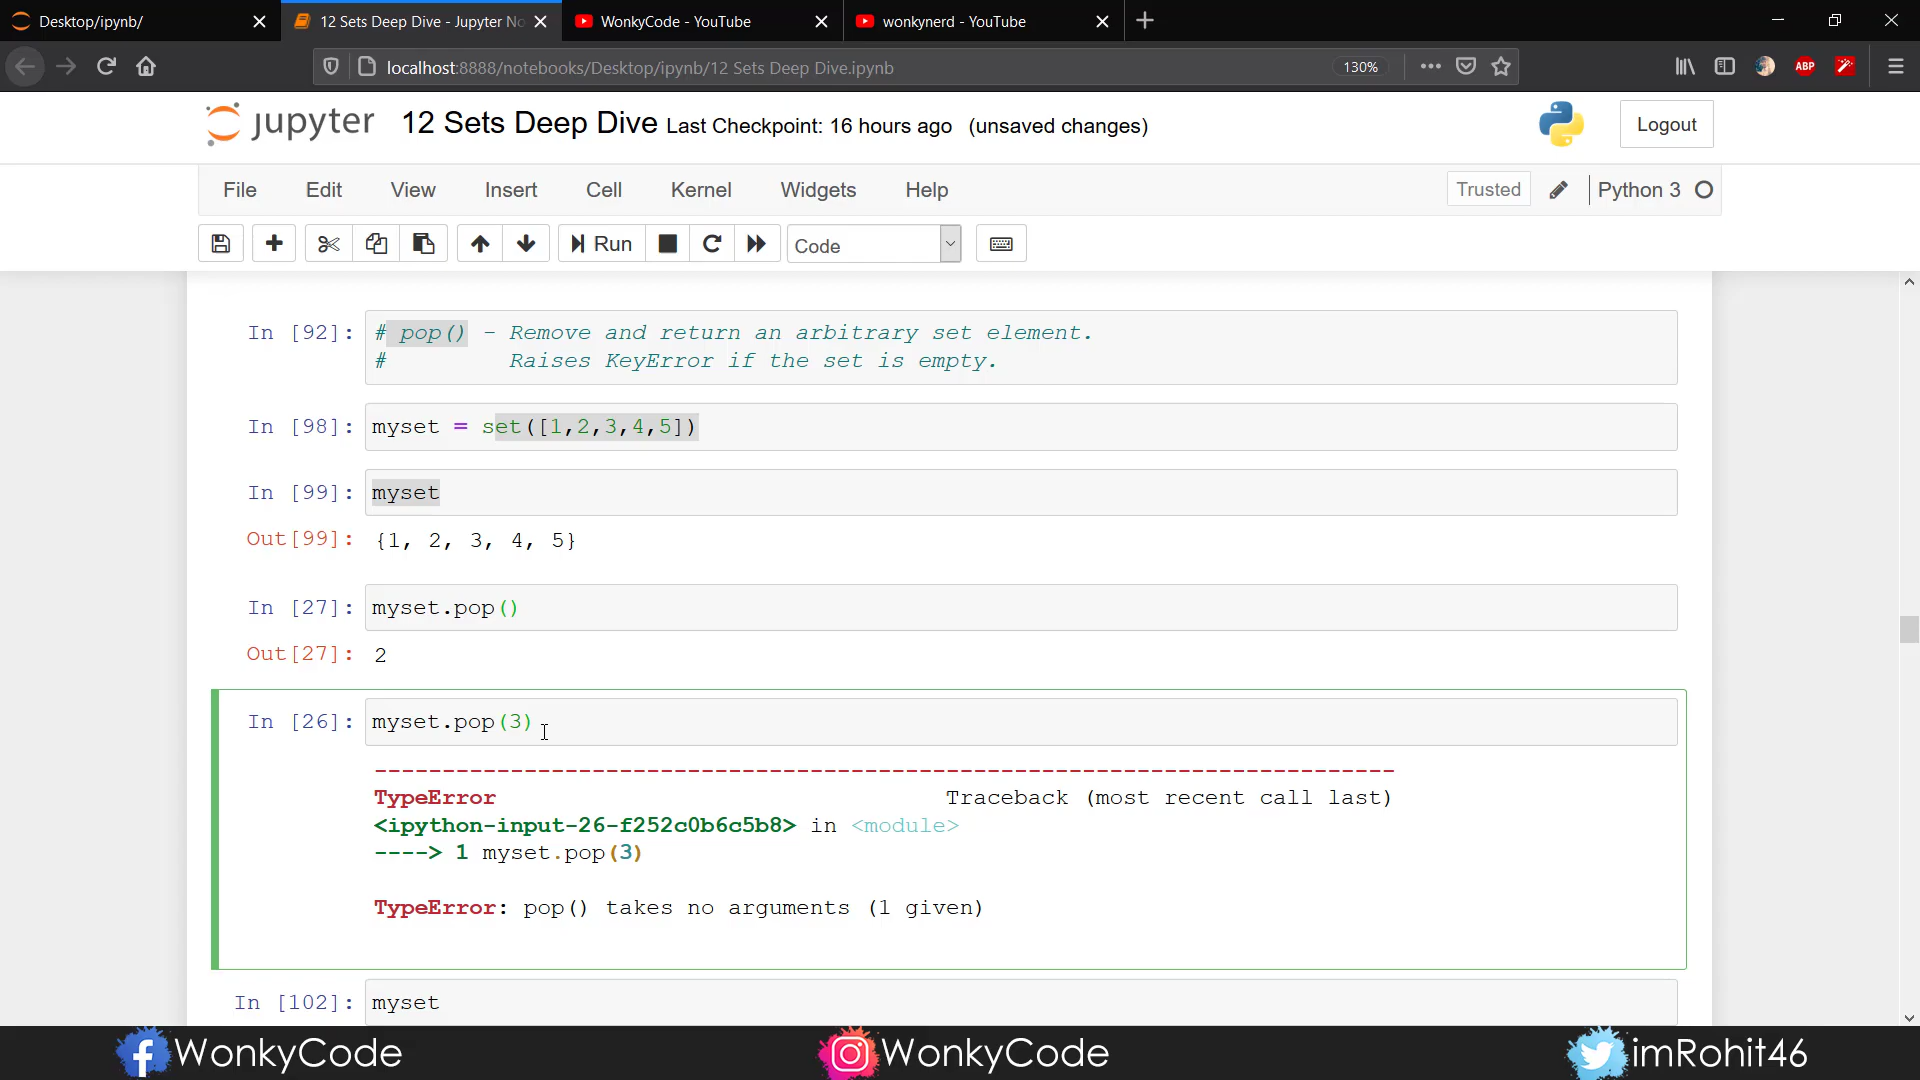 Desktop/ipynb/
12 Sets Deep Dive - Jupyter No
WonkyCode - YouTube
wonkynerd - YouTube
localhost:8888/notebooks/Desktop/ipynb/12 Sets Deep Dive.ipynb
130%
ABP
jupyter 12 Sets Deep Dive Last Checkpoint: 16 hours ago (unsaved changes)
Logout
File Edit View Insert Cell Kernel Widgets Help
Trusted
Python 3
Run
Code
In [92]: # pop() - Remove and return an arbitrary set element.
# Raises KeyError if the set is empty.
In [98]: myset = set([1,2,3,4,5])
In [99]: myset
Out[99]: {1, 2, 3, 4, 5}
In [27]: myset.pop()
Out[27]: 2
In [26]: myset.pop(3)
---------------------------------------------------------------------------
TypeError Traceback (most recent call last)
<ipython-input-26-f252c0b6c5b8> in <module>
----> 1 myset.pop(3)
TypeError: pop() takes no arguments (1 given)
In [102]: myset
WonkyCode
WonkyCode
imRohit46